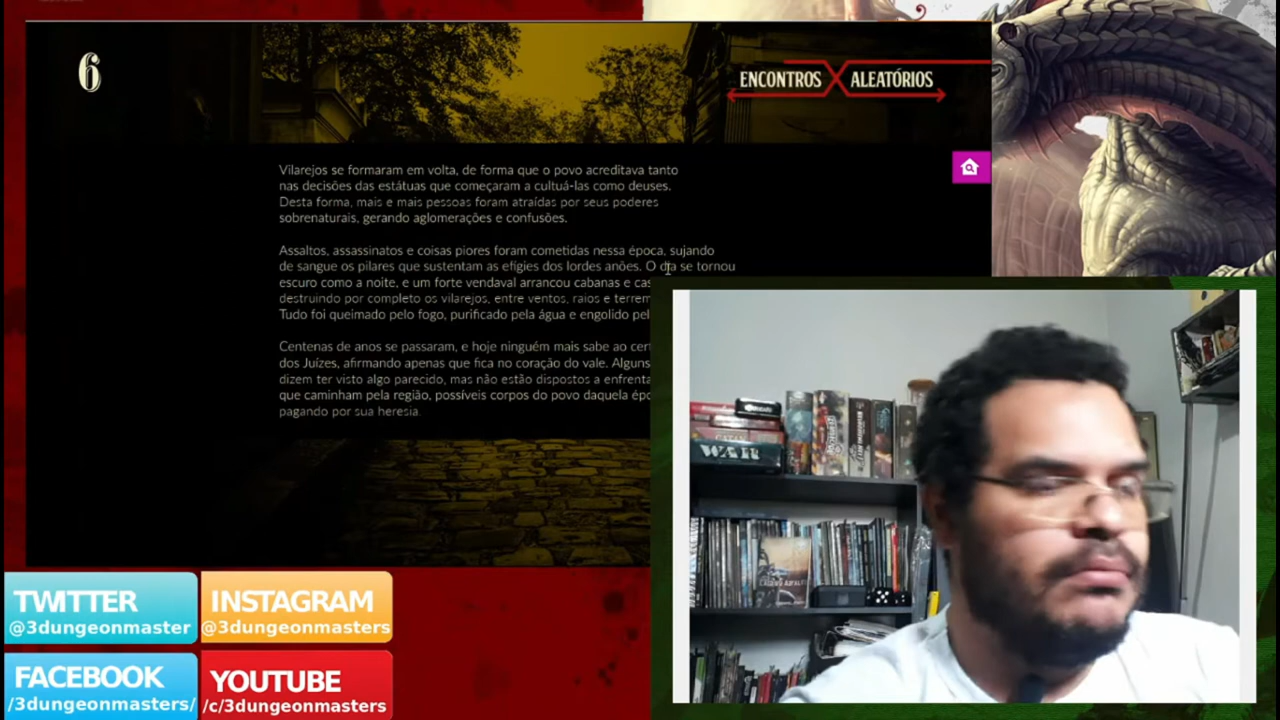 6
ENCONTROS ALEATÓRIOS
Vilarejos se formaram em volta, de forma que o povo acreditava tanto
nas decisões das estátuas que começaram a cultuá-las como deuses.
Desta forma, mais e mais pessoas foram atraídas por seus poderes
sobrenaturais, gerando aglomerações e confusões.
Assaltos, assassinatos e coisas piores foram cometidas nessa época, sujando
de sangue os pilares que sustentam as efígies dos lordes anões. O dia se tornou
escuro como a noite, e um forte vendaval arrancou cabanas e cas
destruindo por completo os vilarejos, entre ventos, raios e terrem
Tudo foi queimado pelo fogo, purificado pela água e engolido pel
Centenas de anos se passaram, e hoje ninguém mais sabe ao cer
dos Juízes, afirmando apenas que fica no coração do vale. Alguns
dizem ter visto algo parecido, mas não estão dispostos a enfrenta
que caminham pela região, possíveis corpos do povo daquela épo
pagando por sua heresia.
WAR
TWITTER
@3dungeonmaster
INSTAGRAM
@3dungeonmasters
FACEBOOK
/3dungeonmasters/
YOUTUBE
/c/3dungeonmasters